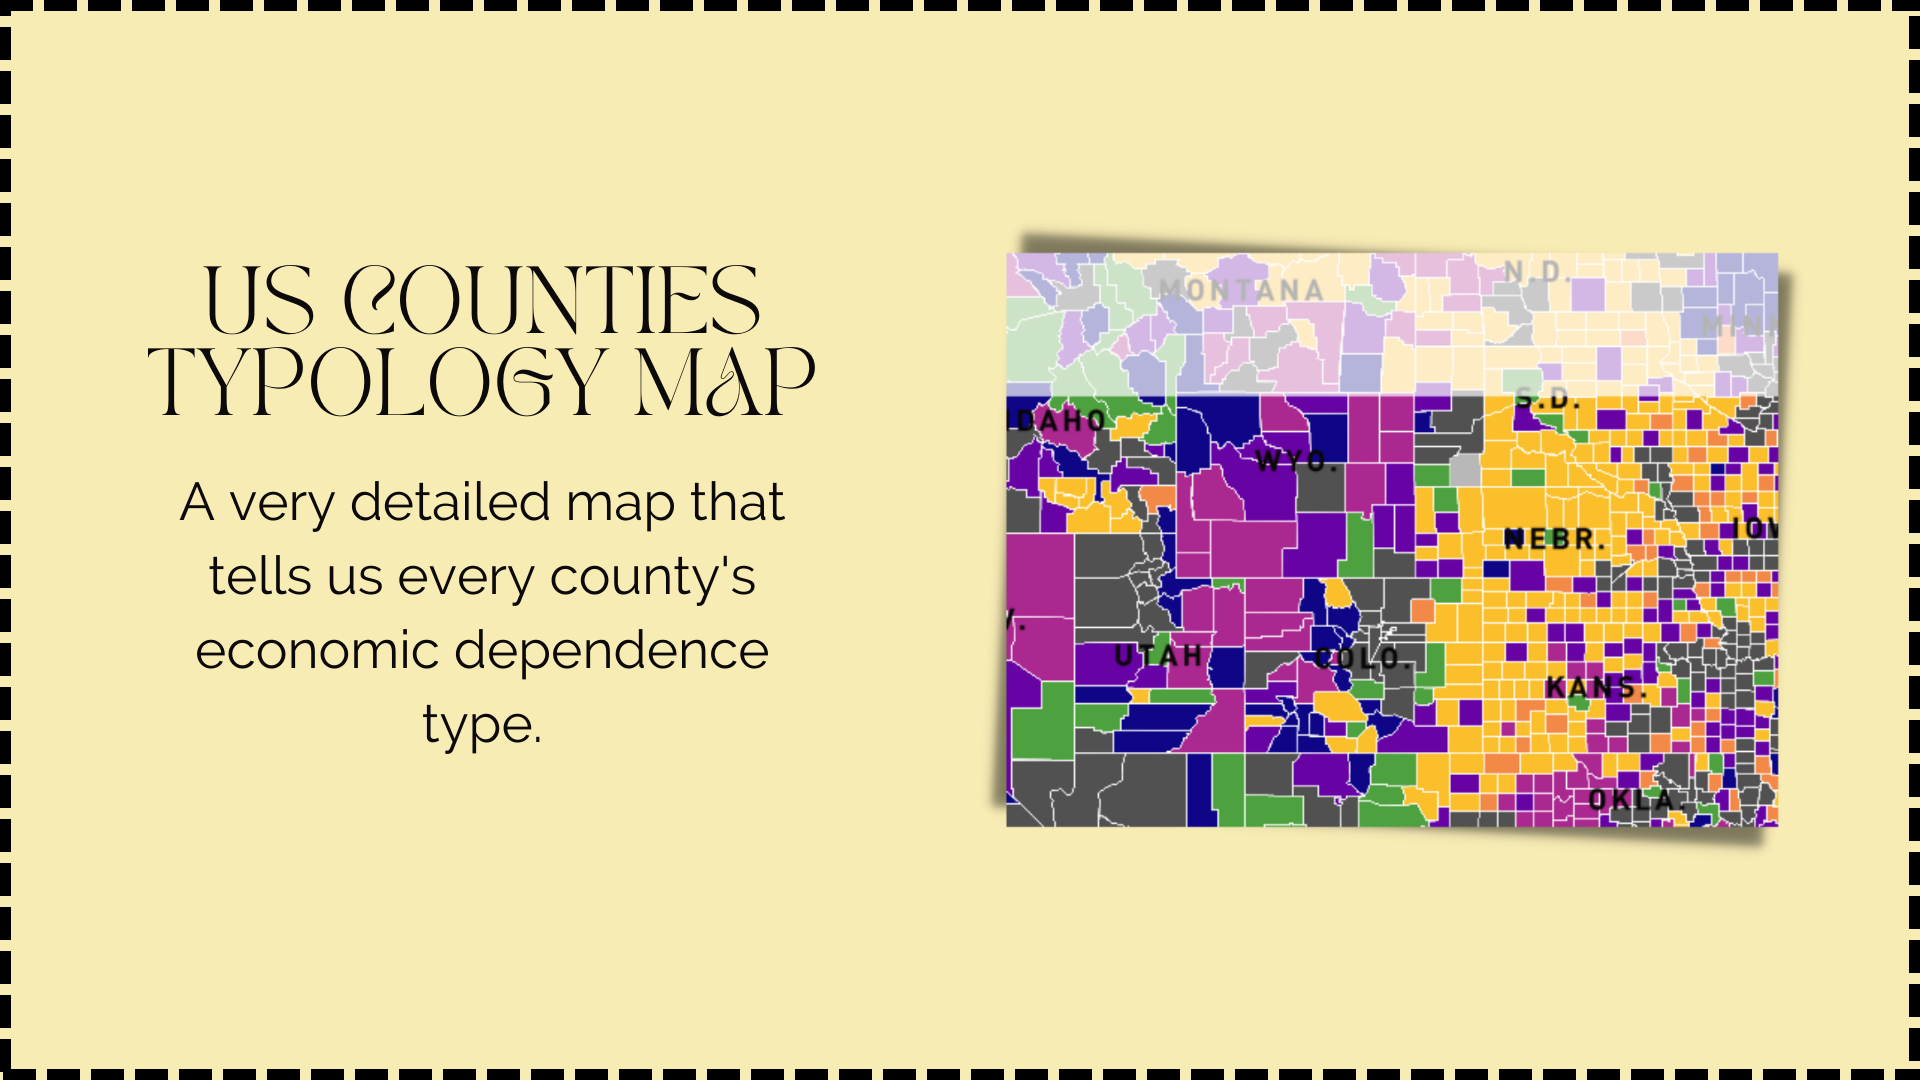 US COUNTIES
TYPOLOGY MAP
A very detailed map that
tells us every county's
economic dependence
type.
MONTANA
N.D.
MIN
S.D.
IDAHO
WYO.
NEBR.
IOW
UTAH
COLO.
KANS.
OKLA.